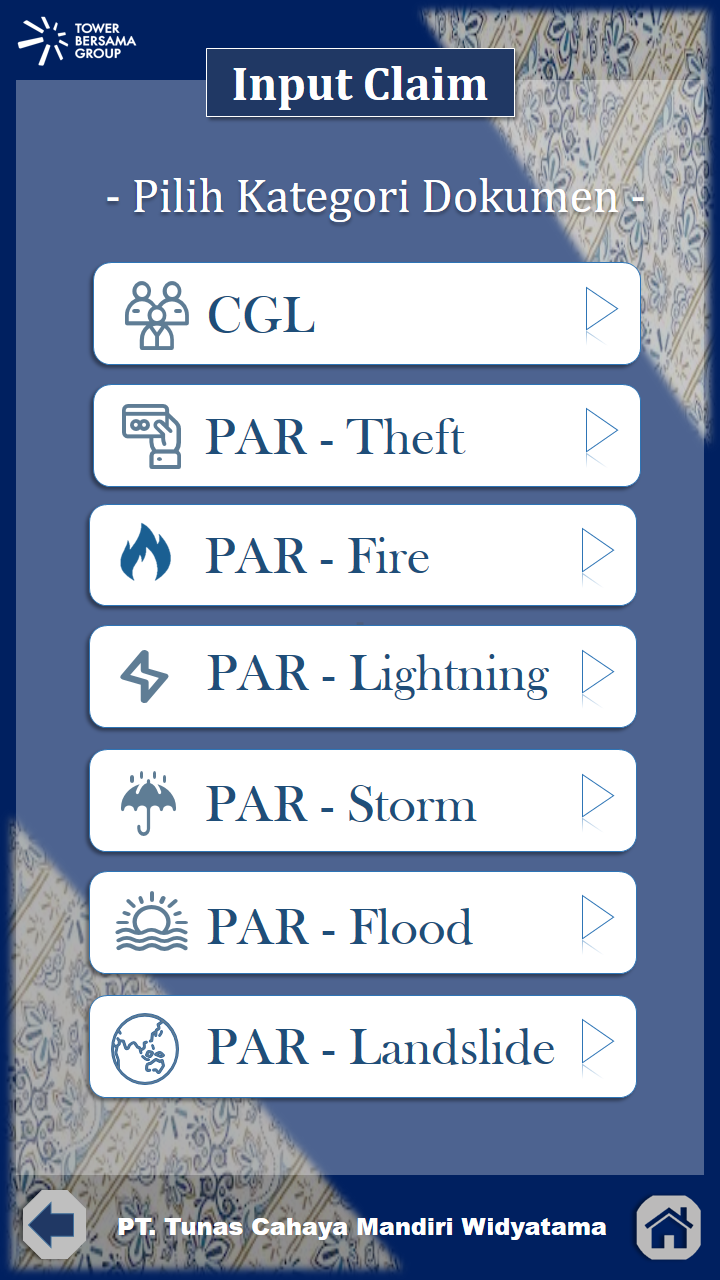 TOWER
BERSAMA
GROUP
Input Claim
- Pilih Kategori Dokumen -
CGL
PAR - Theft
PAR - Fire
PAR - Lightning
PAR - Storm
PAR - Flood
PAR - Landslide
PT. Tunas Cahaya Mandiri Widyatama